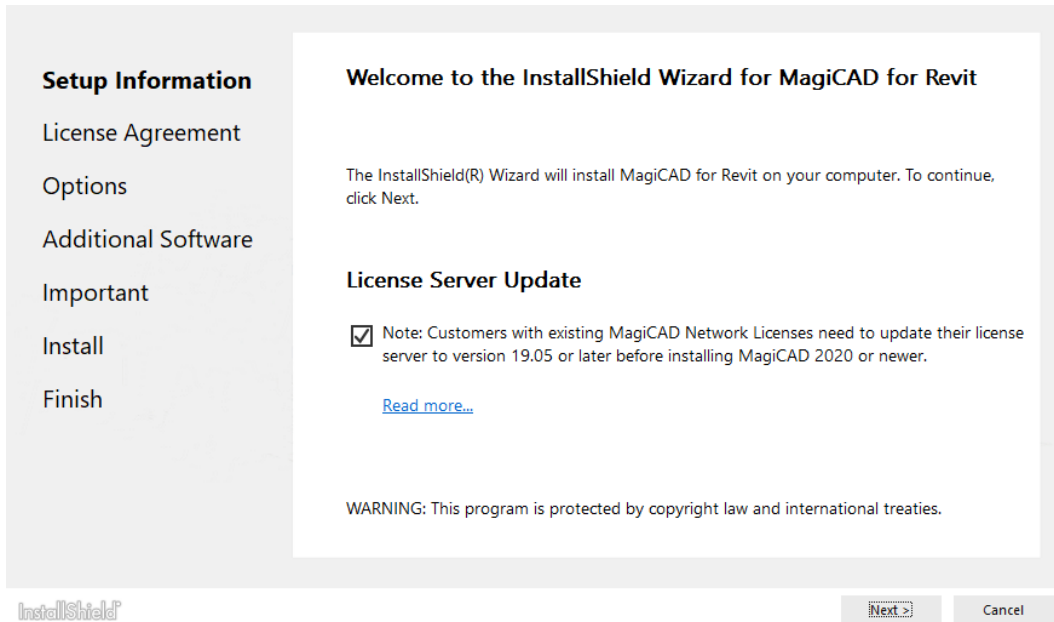 Setup Information
License Agreement
Options
Additional Software
Important
Install
Finish
Welcome to the InstallShield Wizard for MagiCAD for Revit
The InstallShield(R) Wizard will install MagiCAD for Revit on your computer. To continue,
click Next.
License Server Update
Note: Customers with existing MagiCAD Network Licenses need to update their license
server to version 19.05 or later before installing MagiCAD 2020 or newer.
Read more...
WARNING: This program is protected by copyright law and international treaties.
InstallShield
Next >
Cancel